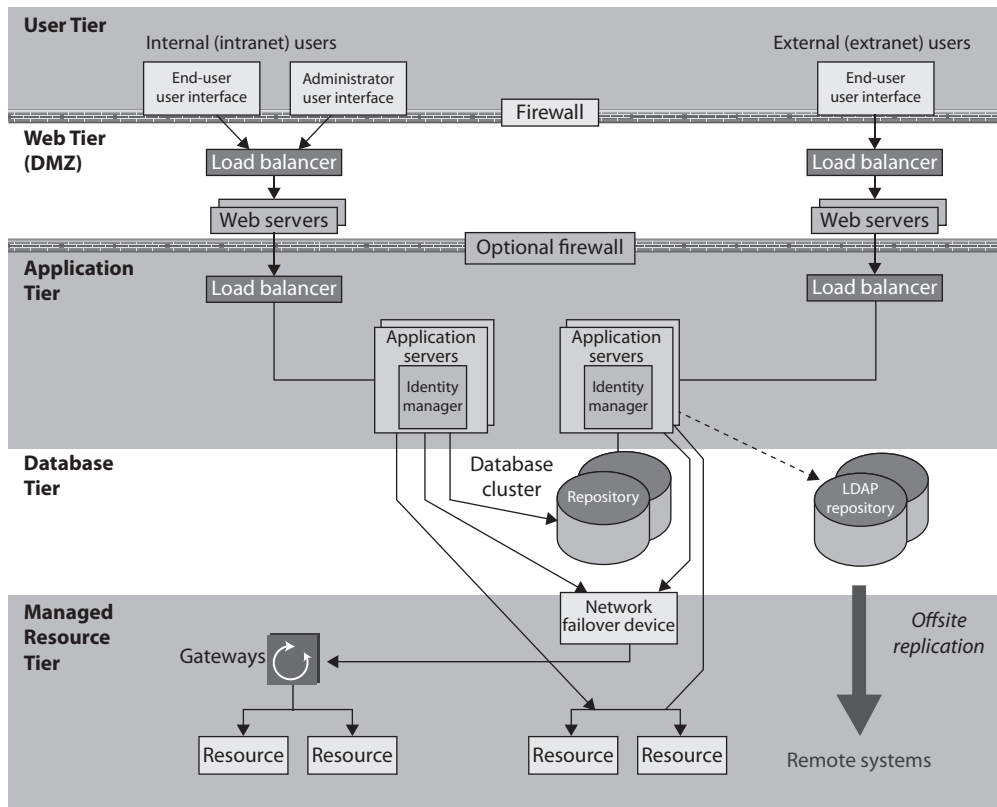 User Tier
Internal (intranet) users
External (extranet) users
End-user
user interface
Administrator
user interface
End-user
user interface
Firewall
Web Tier
(DMZ)
Load balancer
Load balancer
Web servers
Web servers
Optional firewall
Application
Tier
Load balancer
Load balancer
Application
servers
Identity
manager
Application
servers
Identity
manager
Database
Tier
Database
cluster
Repository
LDAP
repository
Managed
Resource
Tier
Network
failover device
Offsite
replication
Gateways
Resource
Resource
Resource
Resource
Remote systems